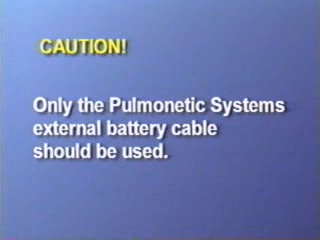 CAUTION!
Only the Pulmonetic Systems
external battery cable
should be used.